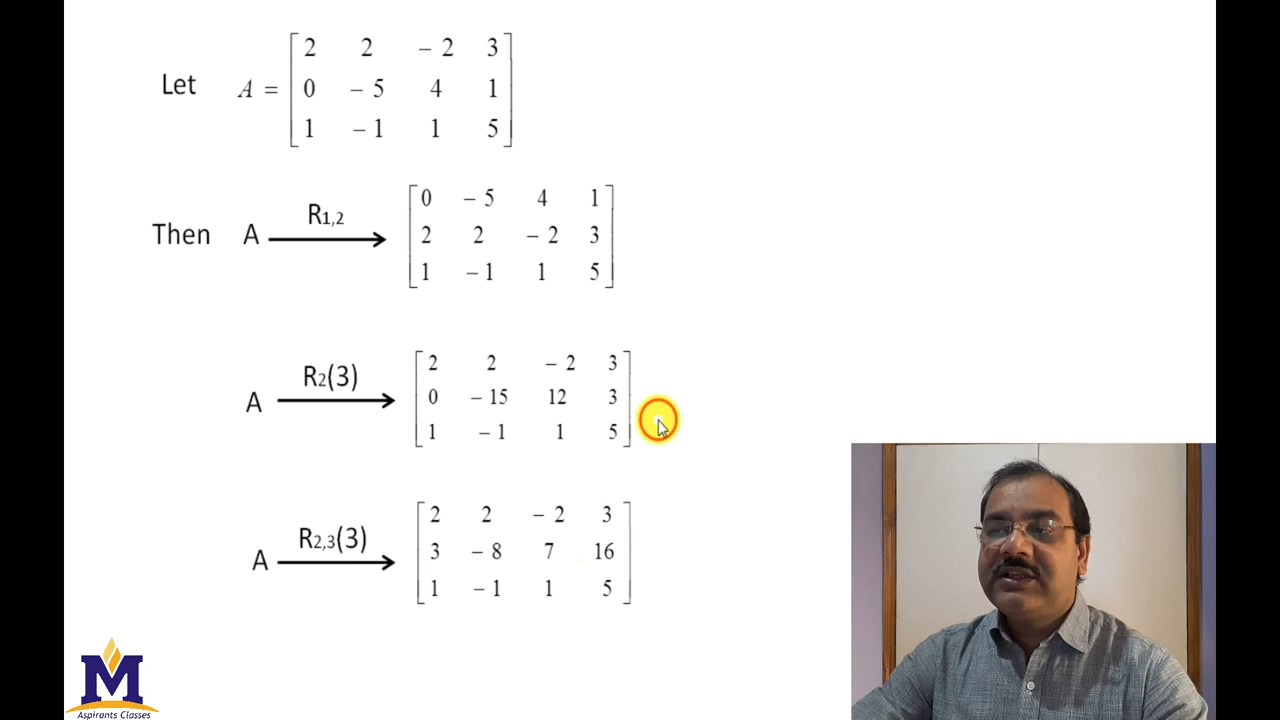 Let A = [ 2 2 − 2 3
0 − 5 4 1
1 − 1 1 5 ]
Then A R1,2 → [ 0 − 5 4 1
2 2 − 2 3
1 − 1 1 5 ]
A R2(3) → [ 2 2 − 2 3
0 − 15 12 3
1 − 1 1 5 ]
A R2,3(3) → [ 2 2 − 2 3
3 − 8 7 16
1 − 1 1 5 ]
M
Aspirants Classes